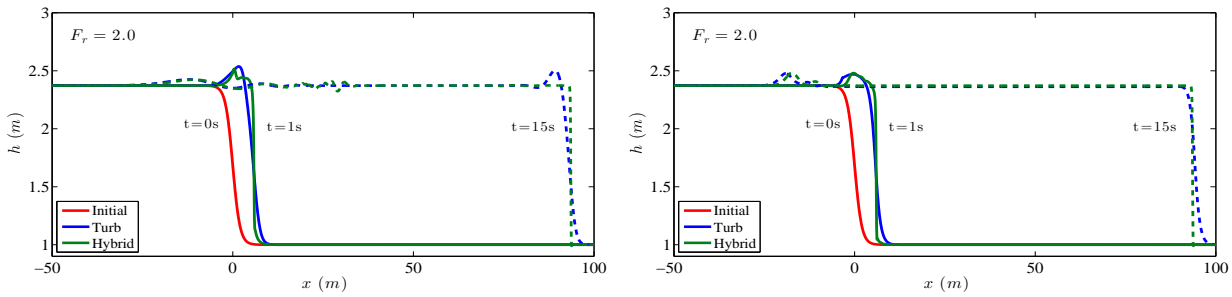 3
2.5
2
1.5
1
h (m)
F_r = 2.0
t=0s
t=1s
t=15s
Initial
Turb
Hybrid
−50
0
50
100
x (m)
3
2.5
2
1.5
1
h (m)
F_r = 2.0
t=0s
t=1s
t=15s
Initial
Turb
Hybrid
−50
0
50
100
x (m)